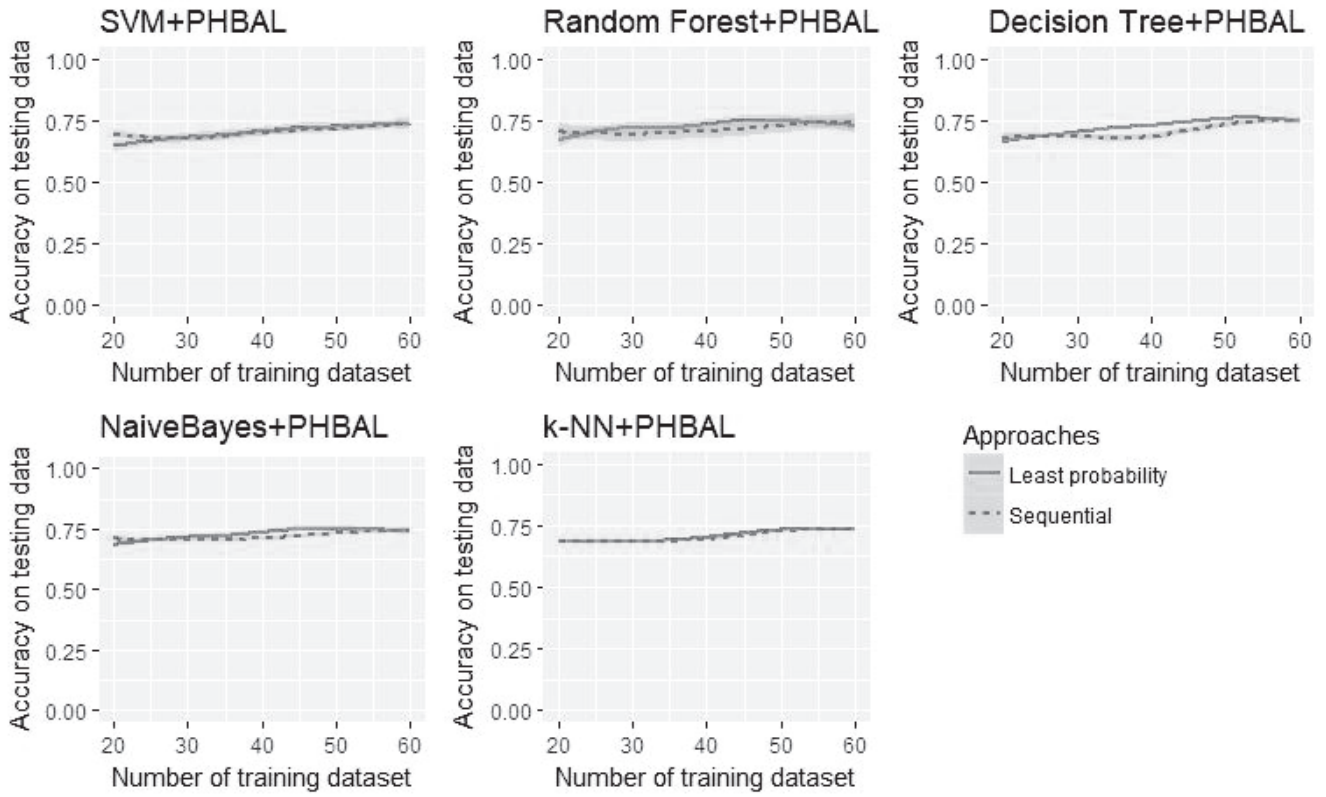 SVM+PHBAL
Accuracy on testing data
1.00
0.75
0.50
0.25
0.00
20 30 40 50 60
Number of training dataset
Random Forest+PHBAL
Accuracy on testing data
1.00
0.75
0.50
0.25
0.00
20 30 40 50 60
Number of training dataset
Decision Tree+PHBAL
Accuracy on testing data
1.00
0.75
0.50
0.25
0.00
20 30 40 50 60
Number of training dataset
NaiveBayes+PHBAL
Accuracy on testing data
1.00
0.75
0.50
0.25
0.00
20 30 40 50 60
Number of training dataset
k-NN+PHBAL
Accuracy on testing data
1.00
0.75
0.50
0.25
0.00
20 30 40 50 60
Number of training dataset
Approaches
Least probability
Sequential